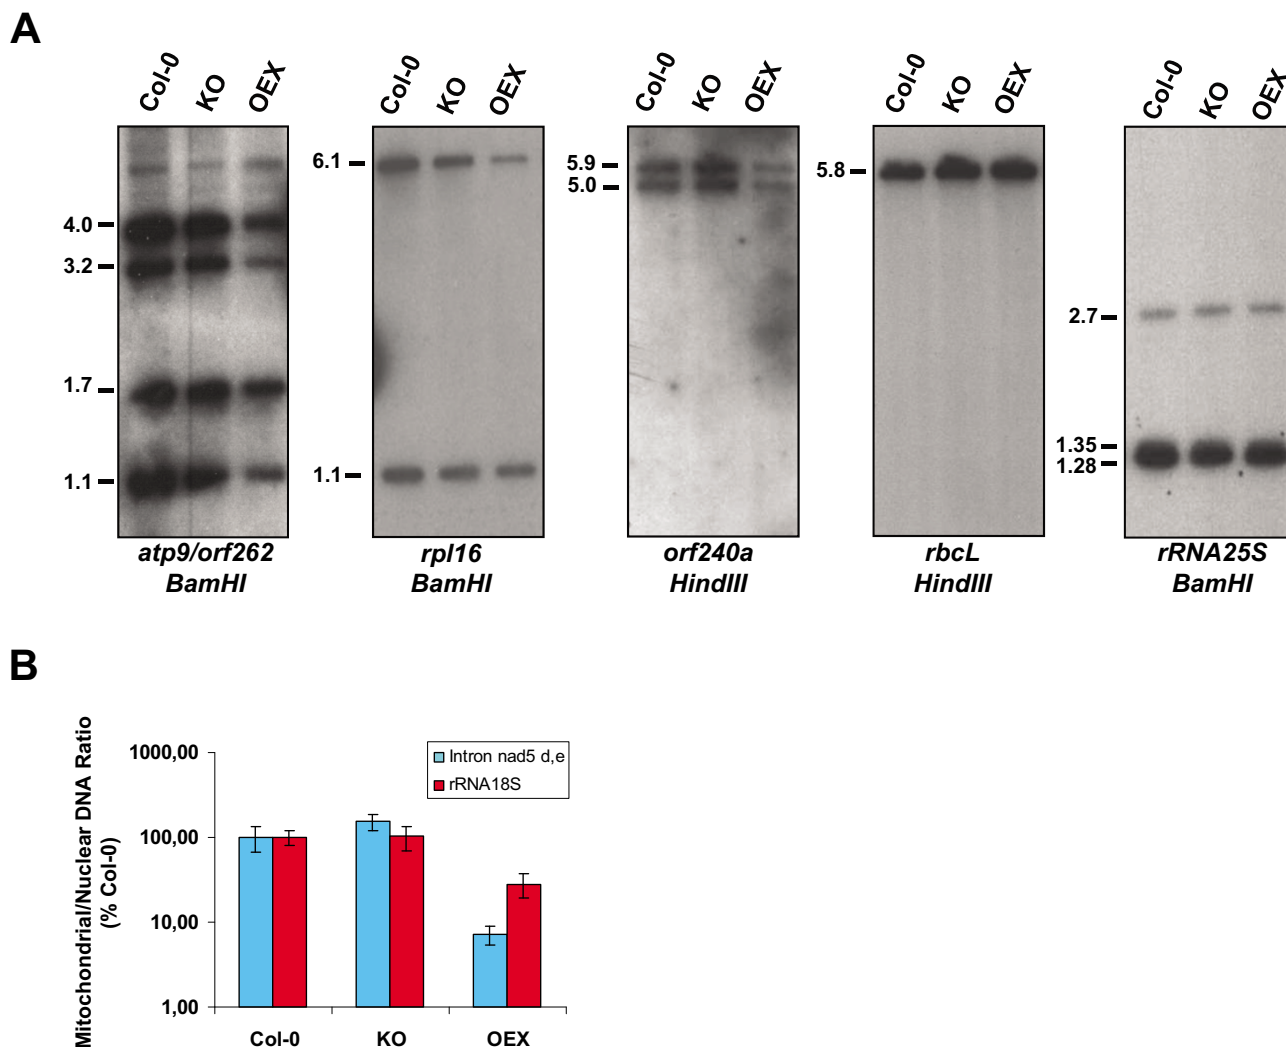 A
Col-0 KO OEX
Col-0 KO OEX
Col-0 KO OEX
Col-0 KO OEX
Col-0 KO OEX
4.0
3.2
1.7
1.1
atp9/orf262
BamHI
6.1
1.1
rpl16
BamHI
5.9
5.0
orf240a
HindIII
5.8
rbcL
HindIII
2.7
1.35
1.28
rRNA25S
BamHI
B
Mitochondrial/Nuclear DNA Ratio
(% Col-0)
1000,00
100,00
10,00
1,00
Intron nad5 d,e
rRNA18S
Col-0 KO OEX